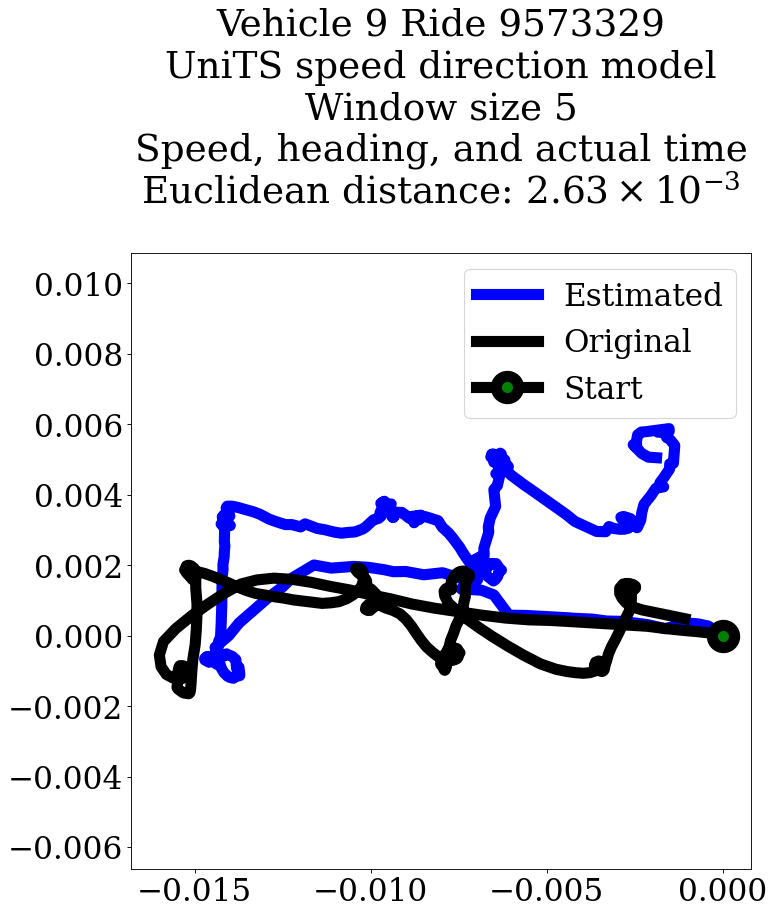 Vehicle 9 Ride 9573329
UniTS speed direction model
Window size 5
Speed, heading, and actual time
Euclidean distance: 2.63 × 10⁻³
Estimated
Original
Start
0.010
0.008
0.006
0.004
0.002
0.000
−0.002
−0.004
−0.006
−0.015
−0.010
−0.005
0.000